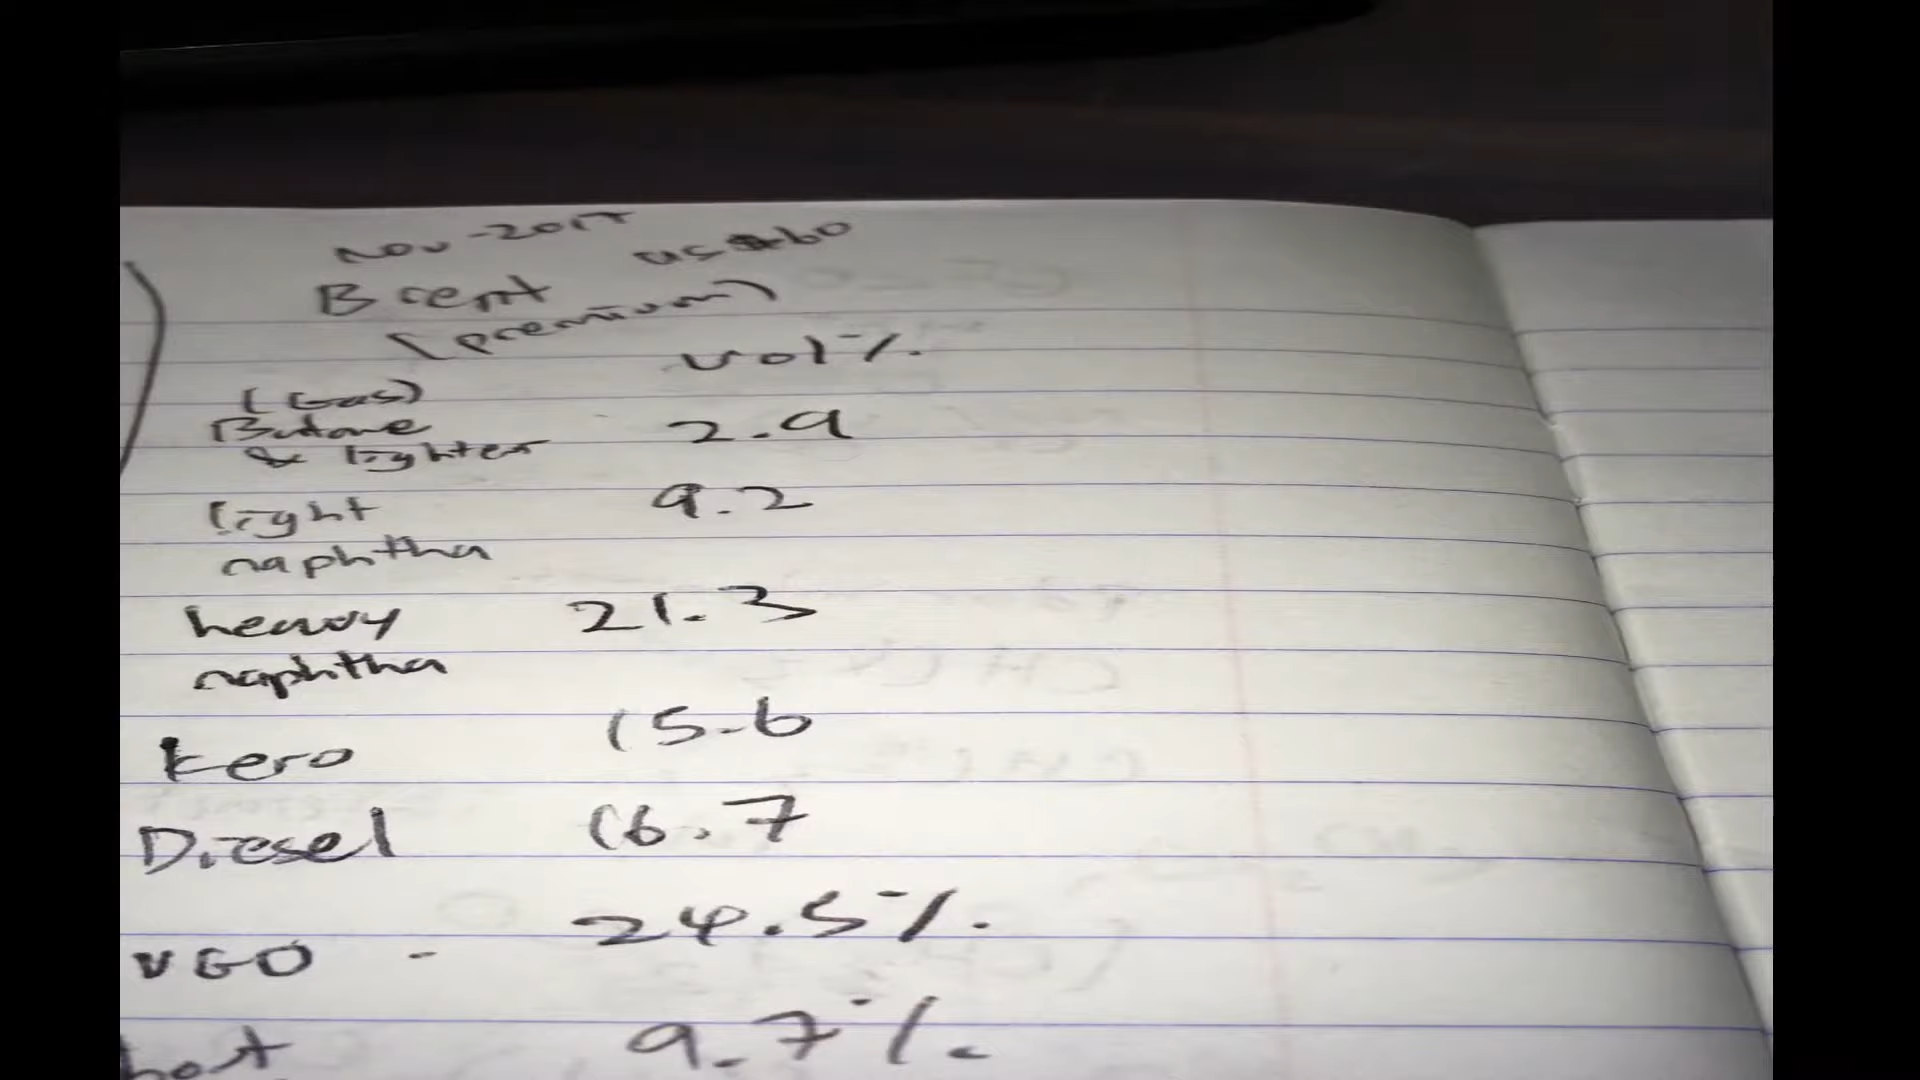 Nov-2017
Brent US$60
(premium)
vol%
(Gas)
Butane
& lighter 2.9
light 9.2
naphtha
heavy 21.3
naphtha
kero 15.6
Diesel 16.7
VGO - 24.5%
9.7%